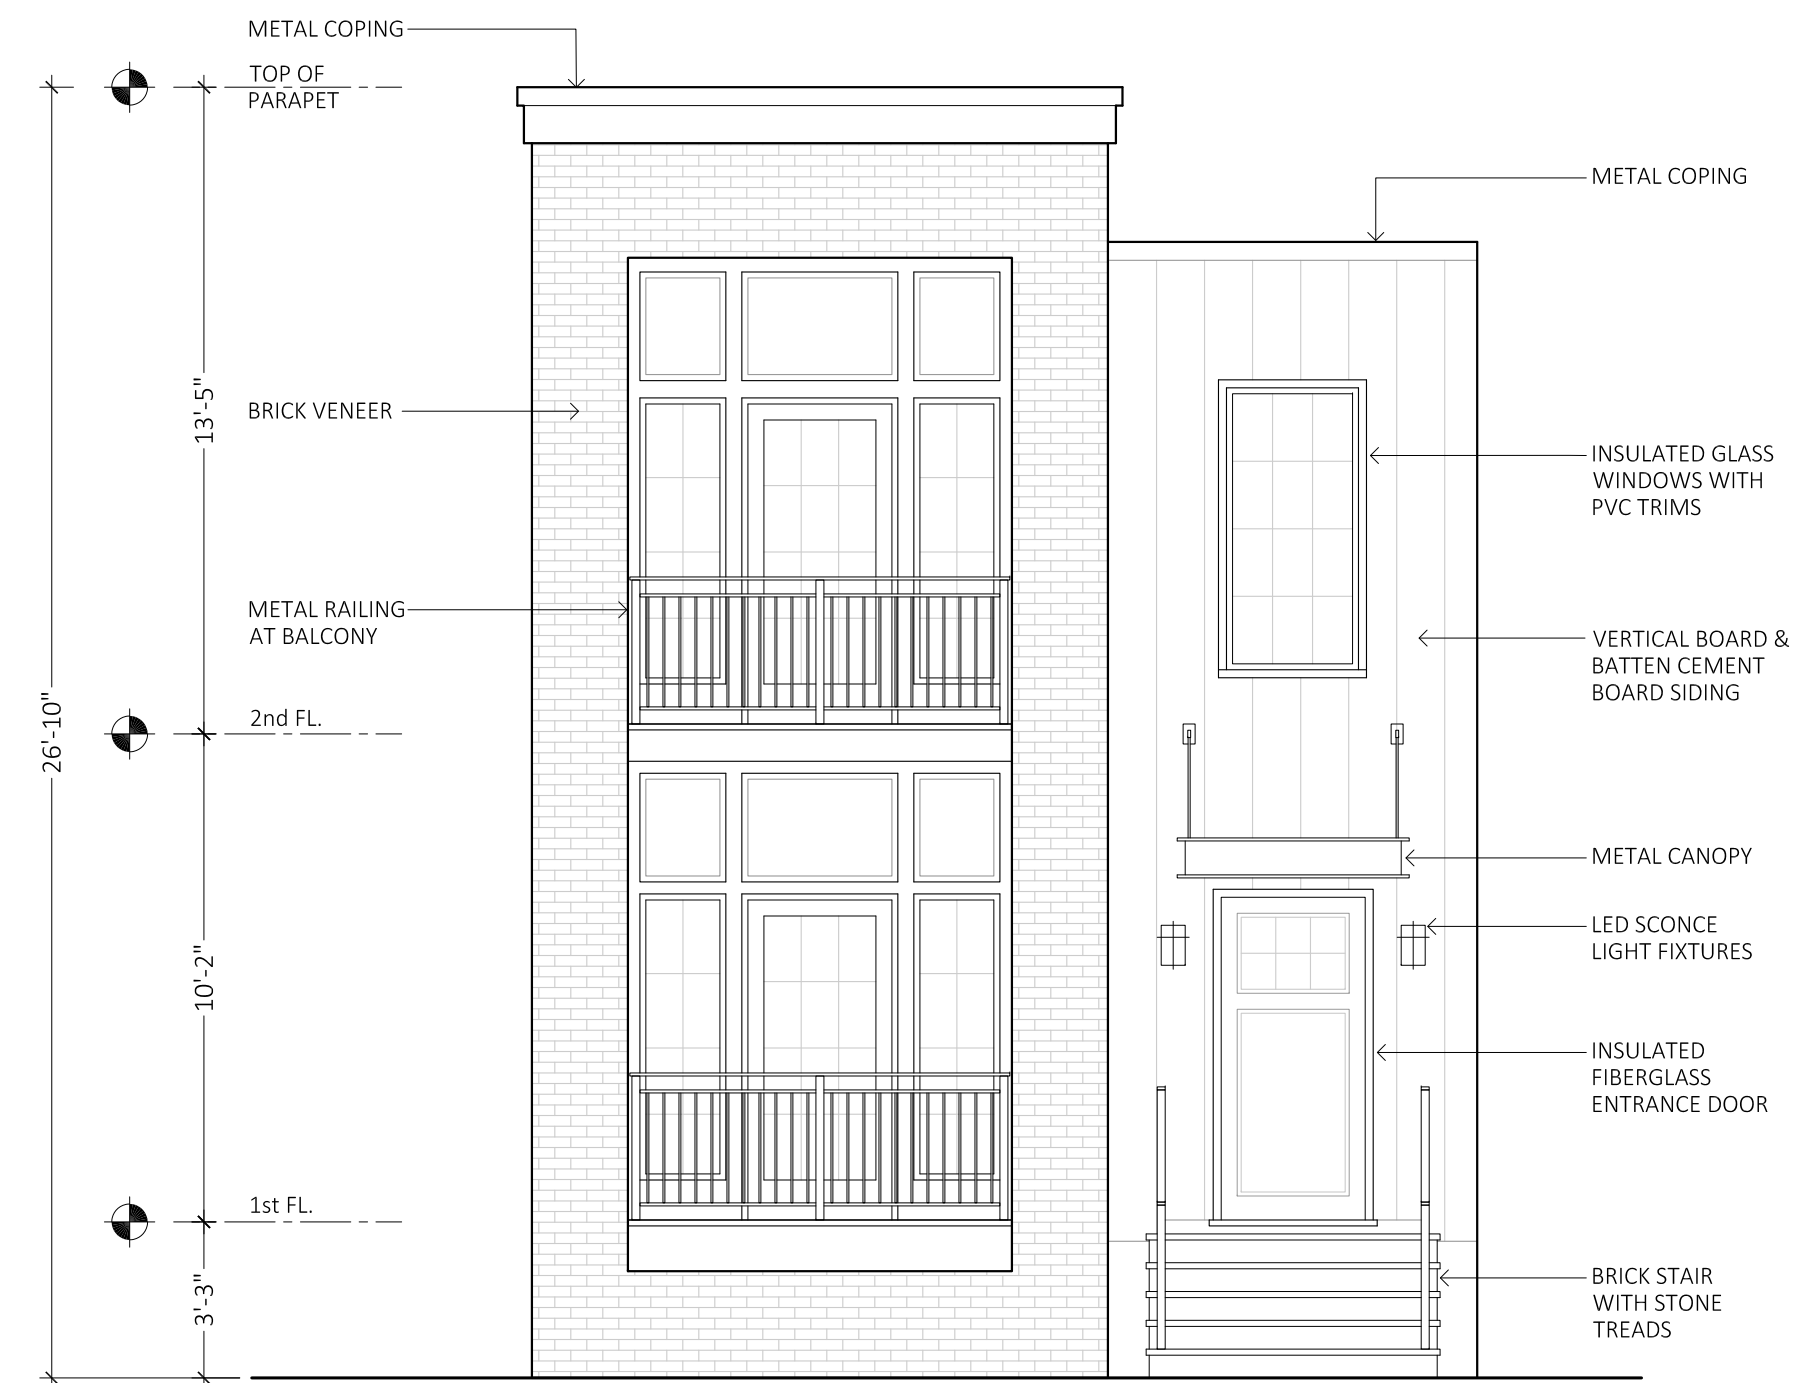 METAL COPING
TOP OF
PARAPET
METAL COPING
13'-5"
BRICK VENEER
INSULATED GLASS
WINDOWS WITH
PVC TRIMS
METAL RAILING
AT BALCONY
VERTICAL BOARD &
BATTEN CEMENT
BOARD SIDING
26'-10"
2nd FL.
METAL CANOPY
LED SCONCE
LIGHT FIXTURES
10'-2"
INSULATED
FIBERGLASS
ENTRANCE DOOR
1st FL.
3'-3"
BRICK STAIR
WITH STONE
TREADS